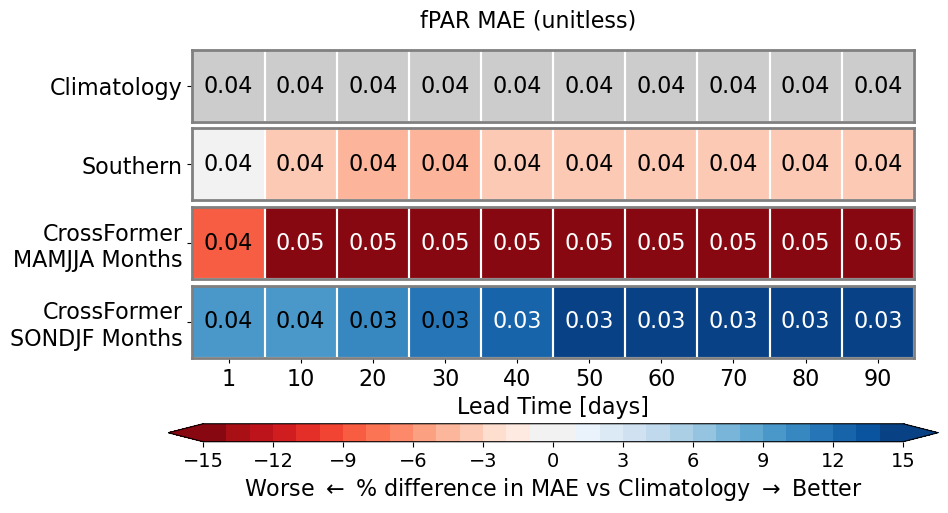 fPAR MAE (unitless)
Climatology 0.04 0.04 0.04 0.04 0.04 0.04 0.04 0.04 0.04 0.04
Southern 0.04 0.04 0.04 0.04 0.04 0.04 0.04 0.04 0.04 0.04
CrossFormer
MAMJJA Months 0.04 0.05 0.05 0.05 0.05 0.05 0.05 0.05 0.05 0.05
CrossFormer
SONDJF Months 0.04 0.04 0.03 0.03 0.03 0.03 0.03 0.03 0.03 0.03
1 10 20 30 40 50 60 70 80 90
Lead Time [days]
−15 −12 −9 −6 −3 0 3 6 9 12 15
Worse ← % difference in MAE vs Climatology → Better